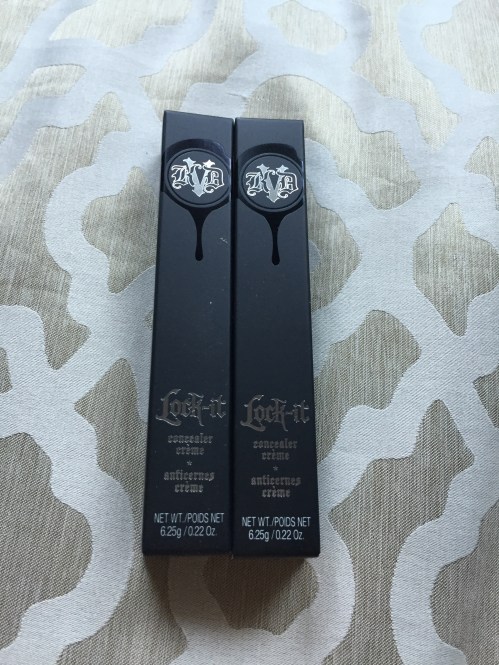 KVD
Lock-it
concealer
crème
anticernes
crème
NET WT./POIDS NET
6.25g/0.22 Oz.
KVD
Lock-it
concealer
crème
anticernes
crème
NET WT./POIDS NET
6.25g/0.22 Oz.